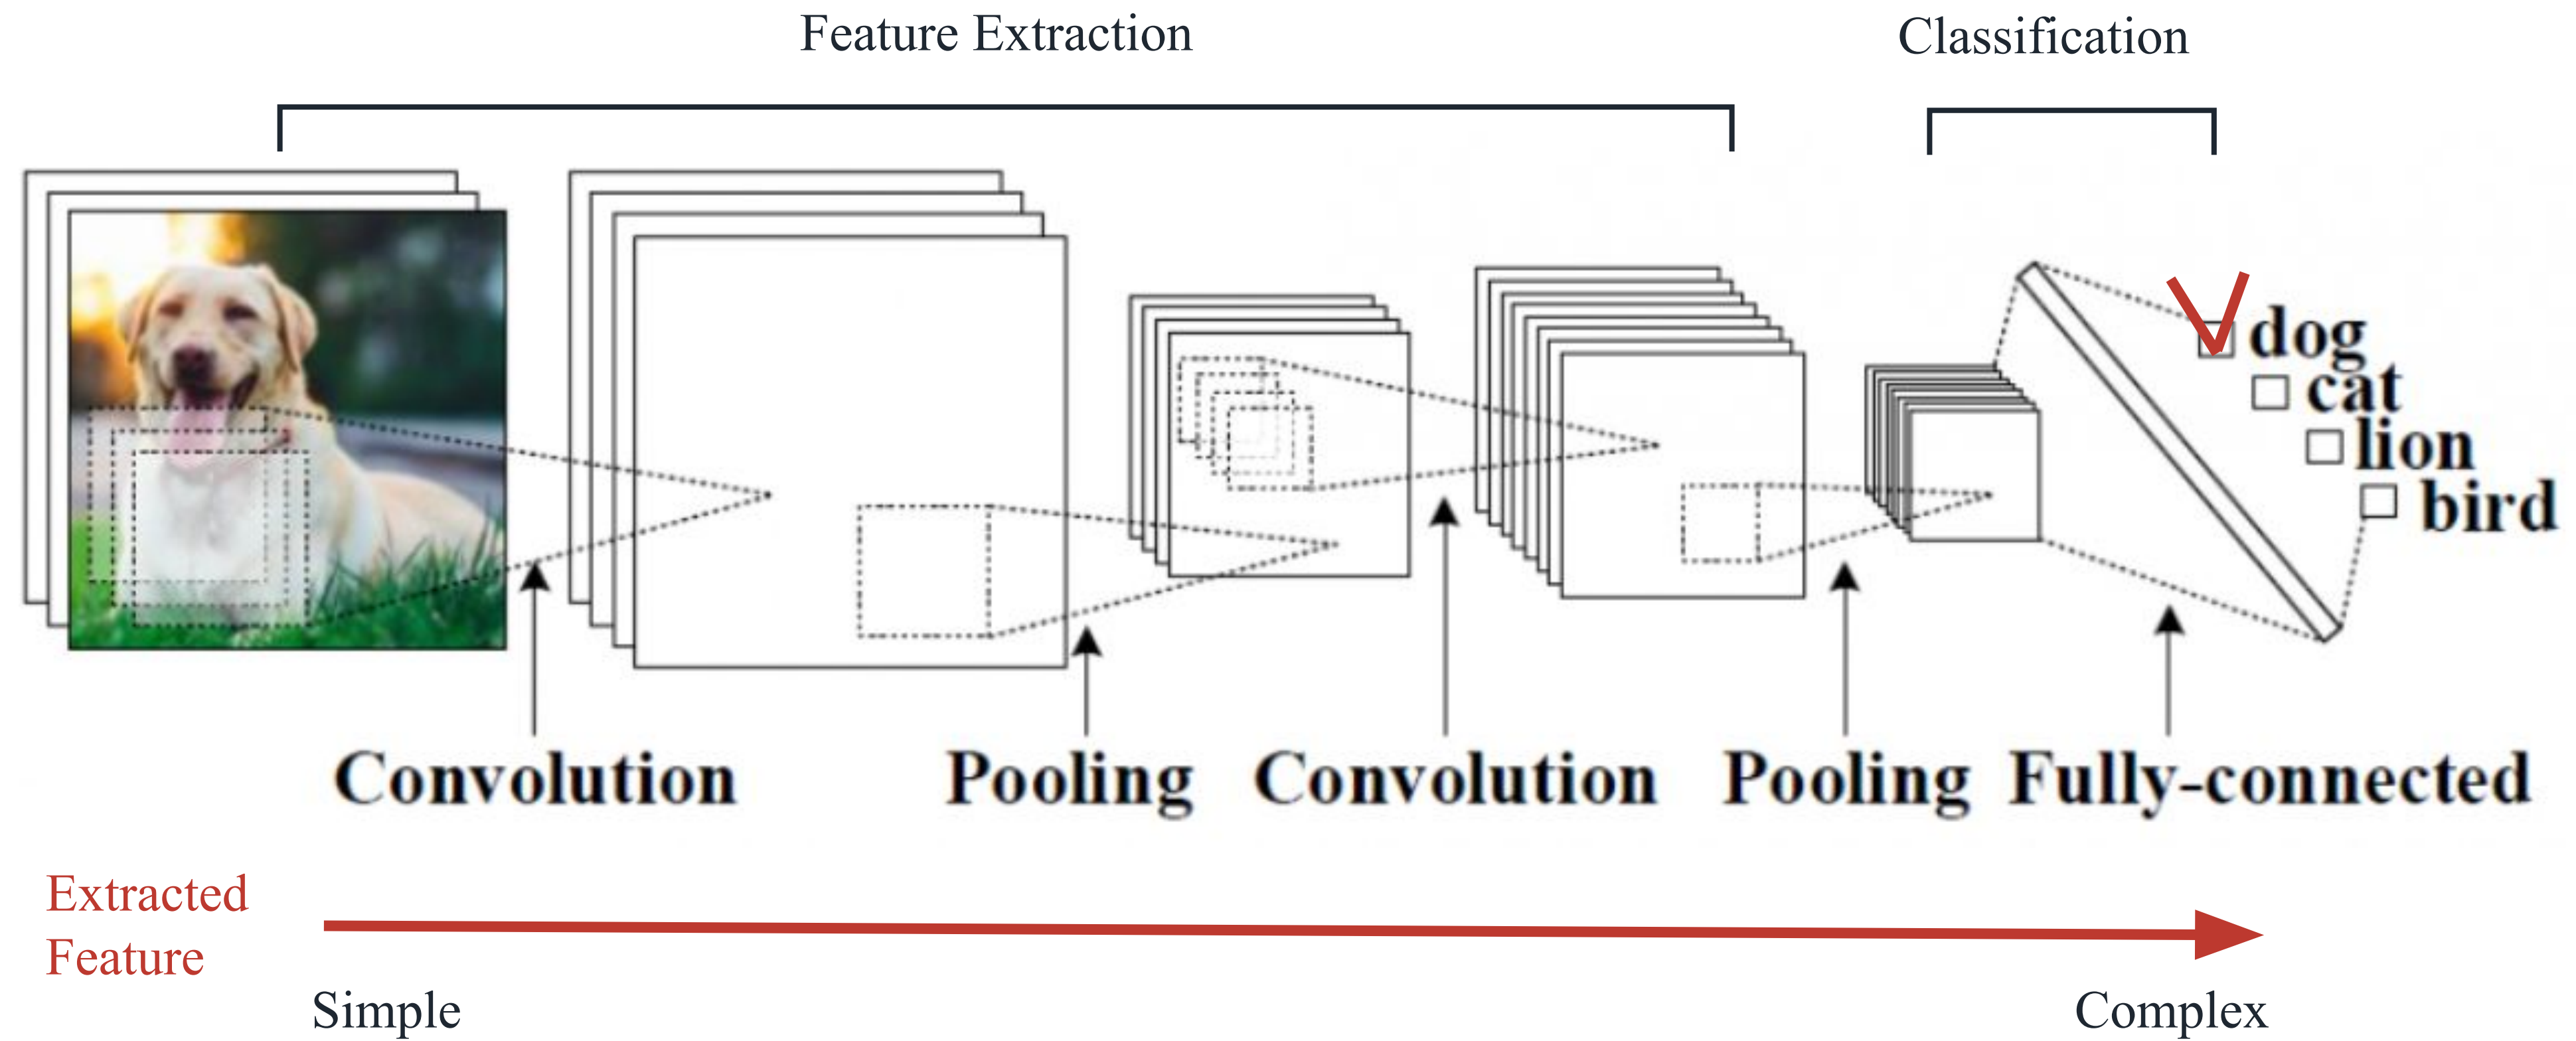 Feature Extraction
Classification
dog
cat
lion
bird
Convolution
Pooling
Convolution
Pooling
Fully-connected
Extracted
Feature
Simple
Complex